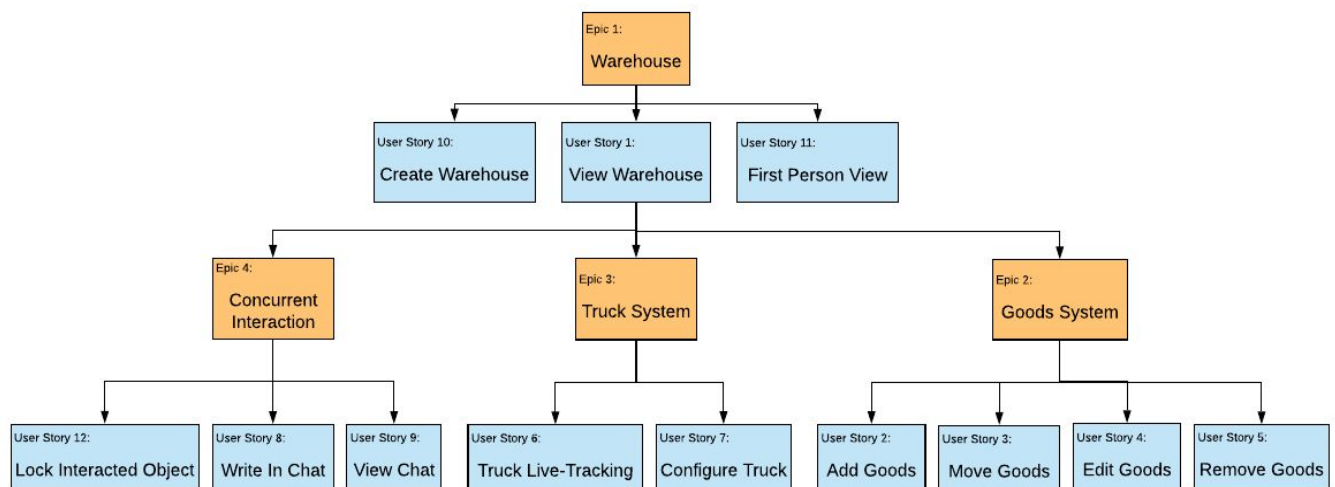 Epic 1:
Warehouse
User Story 10:
Create Warehouse
User Story 1:
View Warehouse
User Story 11:
First Person View
Epic 4:
Concurrent
Interaction
Epic 3:
Truck System
Epic 2:
Goods System
User Story 12:
Lock Interacted Object
User Story 8:
Write In Chat
User Story 9:
View Chat
User Story 6:
Truck Live-Tracking
User Story 7:
Configure Truck
User Story 2:
Add Goods
User Story 3:
Move Goods
User Story 4:
Edit Goods
User Story 5:
Remove Goods